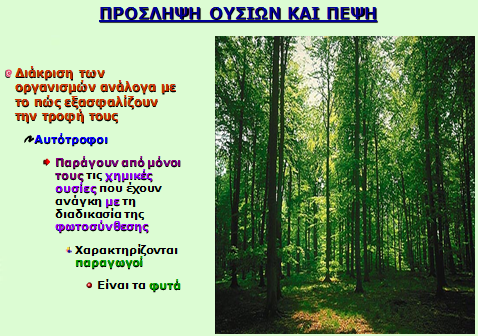 ΠΡΟΣΛΗΨΗ ΟΥΣΙΩΝ ΚΑΙ ΠΕΨΗ
Διάκριση των
οργανισμών ανάλογα με
το πώς εξασφαλίζουν
την τροφή τους
Αυτότροφοι
Παράγουν από μόνοι
τους τις χημικές
ουσίες που έχουν
ανάγκη με τη
διαδικασία της
φωτοσύνθεσης
Χαρακτηρίζονται
παραγωγοί
Είναι τα φυτά